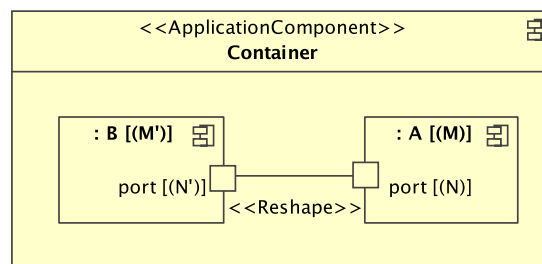 <<ApplicationComponent>>
Container
: B [(M')]
: A [(M)]
port [(N')]
port [(N)]
<<Reshape>>